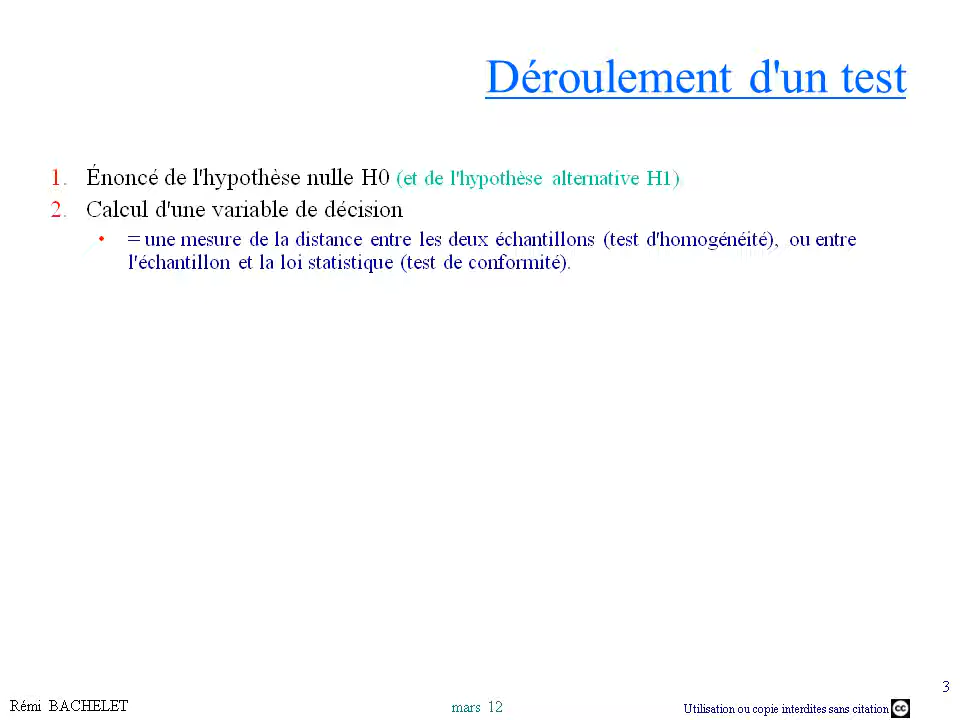 Déroulement d'un test
1. Énoncé de l'hypothèse nulle H0 (et de l'hypothèse alternative H1)
2. Calcul d'une variable de décision
• = une mesure de la distance entre les deux échantillons (test d'homogénéité), ou entre
l'échantillon et la loi statistique (test de conformité).
3
Rémi BACHELET
mars 12
Utilisation ou copie interdites sans citation
cc